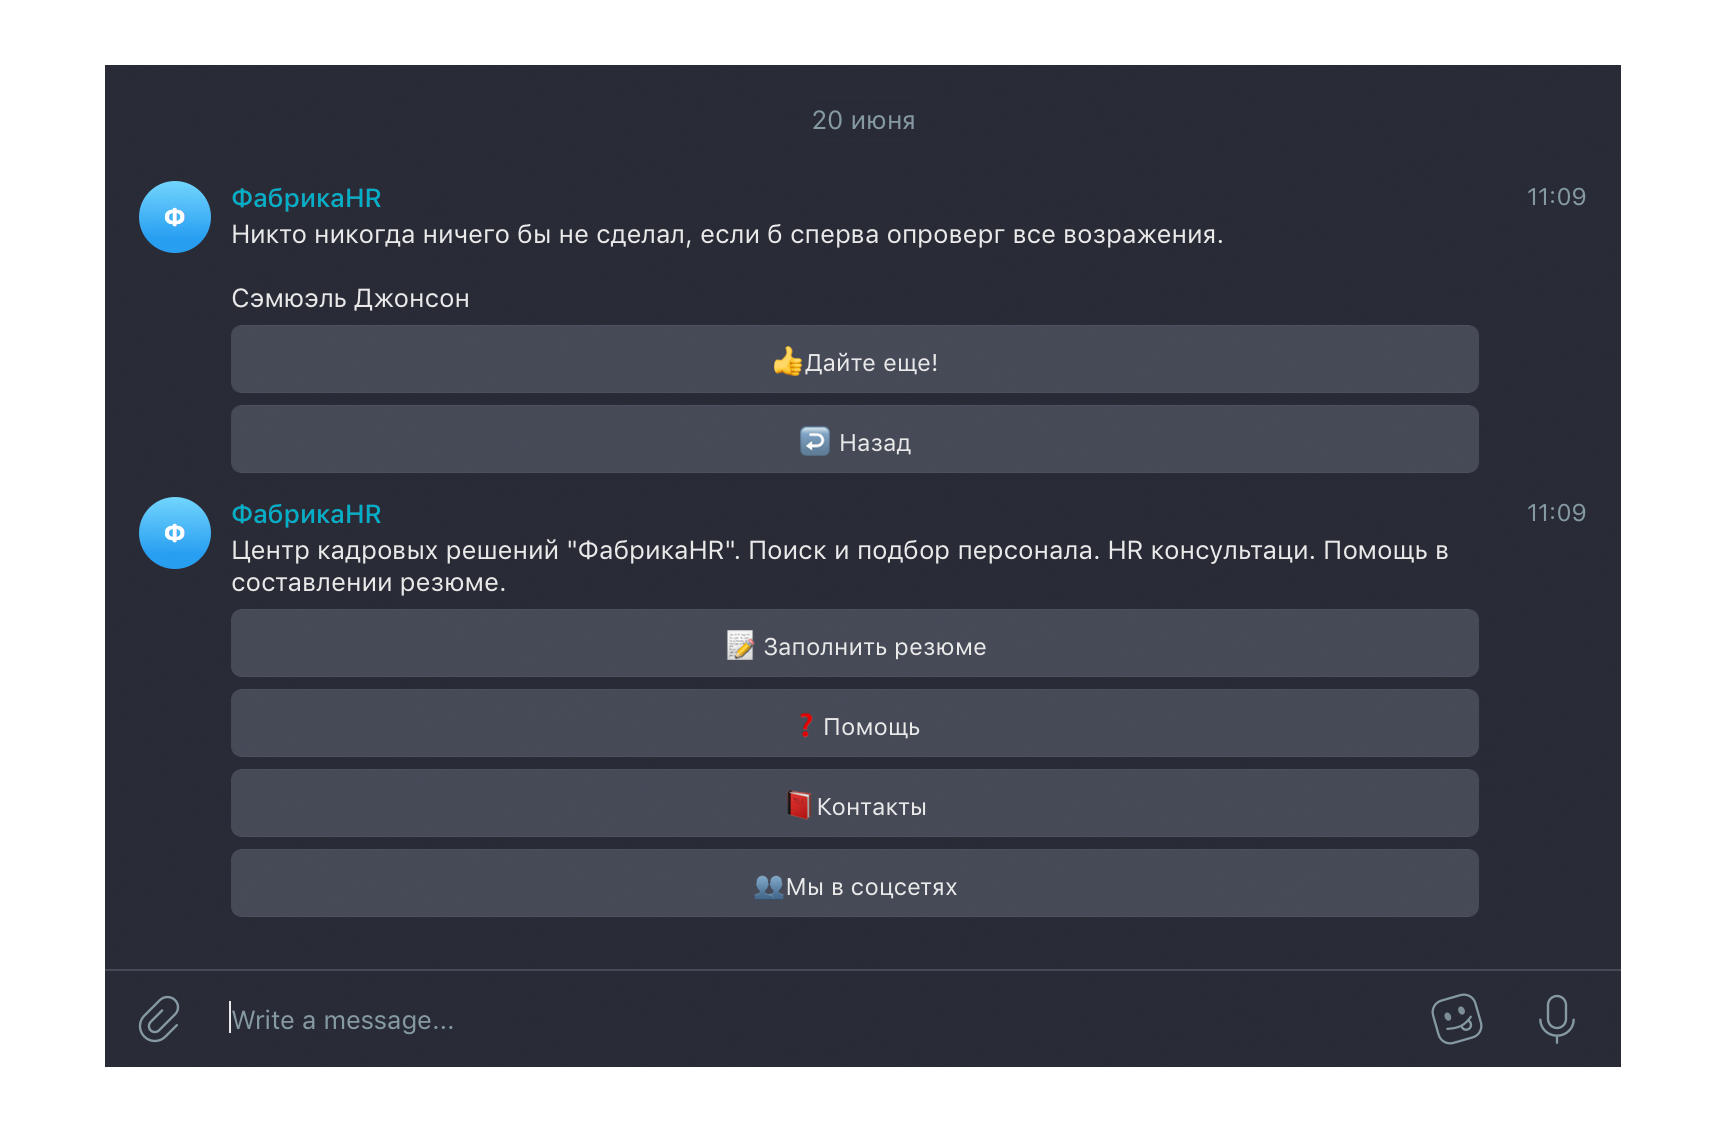 20 июня
Ф
ФабрикаHR
11:09
Никто никогда ничего бы не сделал, если б сперва опроверг все возражения.
Сэмюэль Джонсон
👍Дайте еще!
↩️ Назад
Ф
ФабрикаHR
11:09
Центр кадровых решений "ФабрикаHR". Поиск и подбор персонала. HR консультаци. Помощь в
составлении резюме.
📝 Заполнить резюме
❓ Помощь
📕Контакты
👥Мы в соцсетях
Write a message...